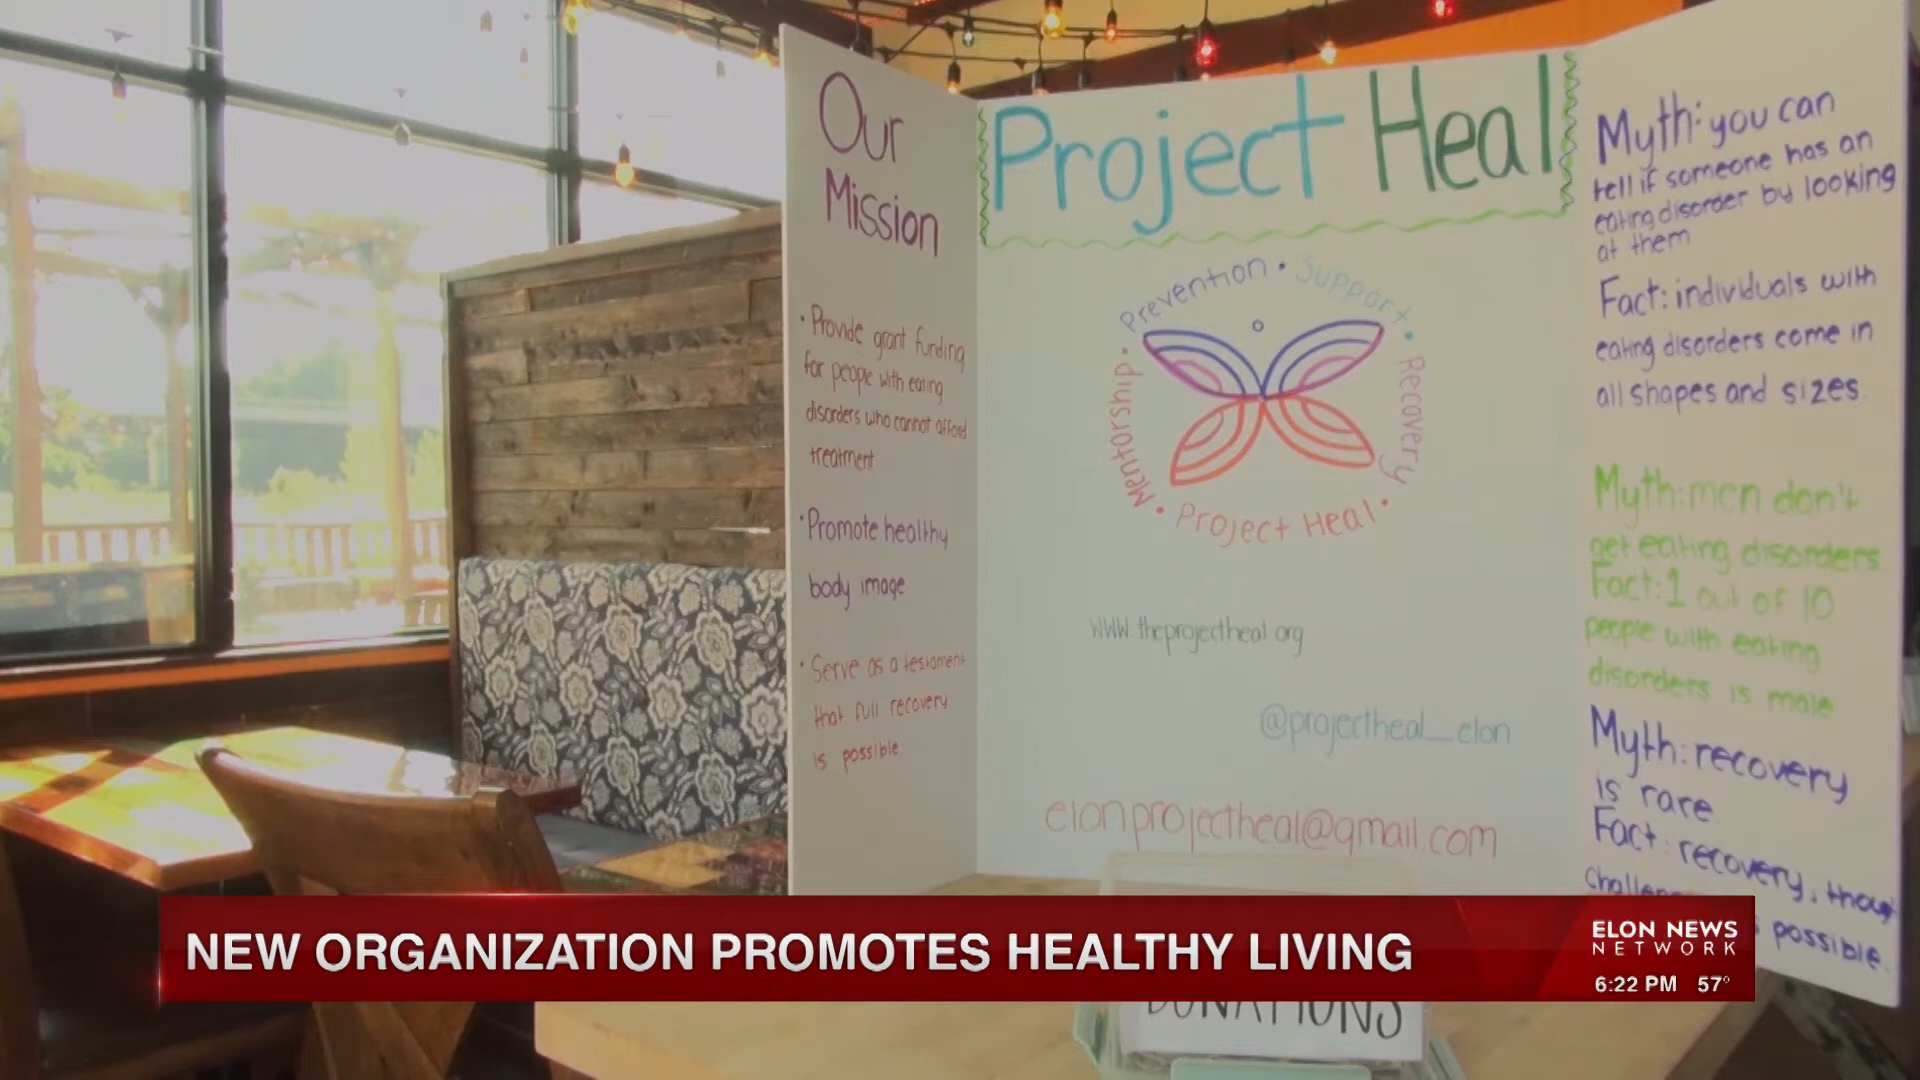 Our
Mission
• Provide grant funding
for people with eating
disorders who cannot afford
treatment
• Promote healthy
body image
• Serve as a testament
that full recovery
is possible
Project Heal
Prevention • Support • Recovery • Project Heal • Mentorship •
www.theprojectheal.org
@projectheal_elon
elonprojectheal@gmail.com
Myth: you can
tell if someone has an
eating disorder by looking
at them
Fact: individuals with
eating disorders come in
all shapes and sizes.
Myth: men don't
get eating disorders
Fact: 1 out of 10
people with eating
disorders is male
Myth: recovery
is rare
Fact: recovery, though
possible.
DONATIONS
NEW ORGANIZATION PROMOTES HEALTHY LIVING
ELON NEWS
NETWORK
6:22 PM 57°